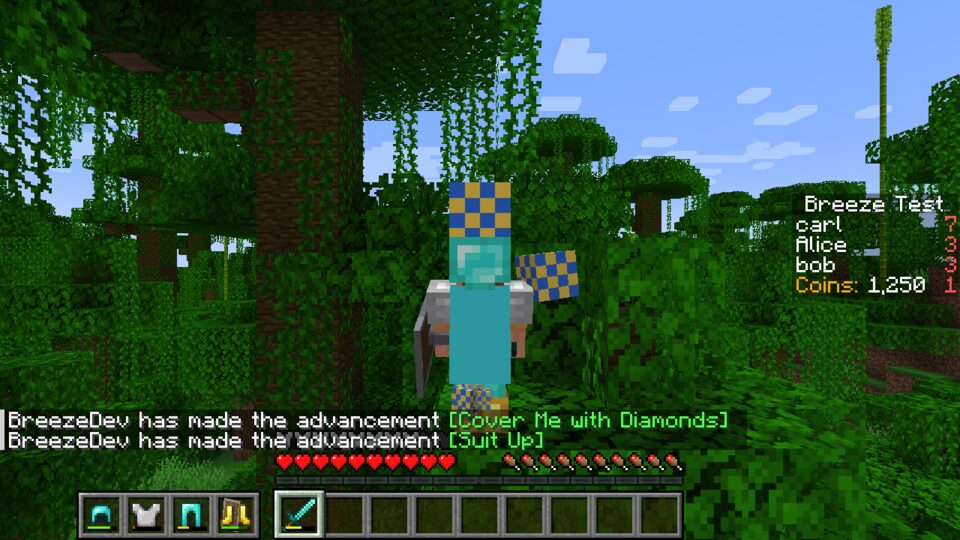 Breeze Test
carl 7
Alice 3
bob 3
Coins: 1,250 1
BreezeDev has made the advancement [Cover Me with Diamonds]
BreezeDev has made the advancement [Suit Up]